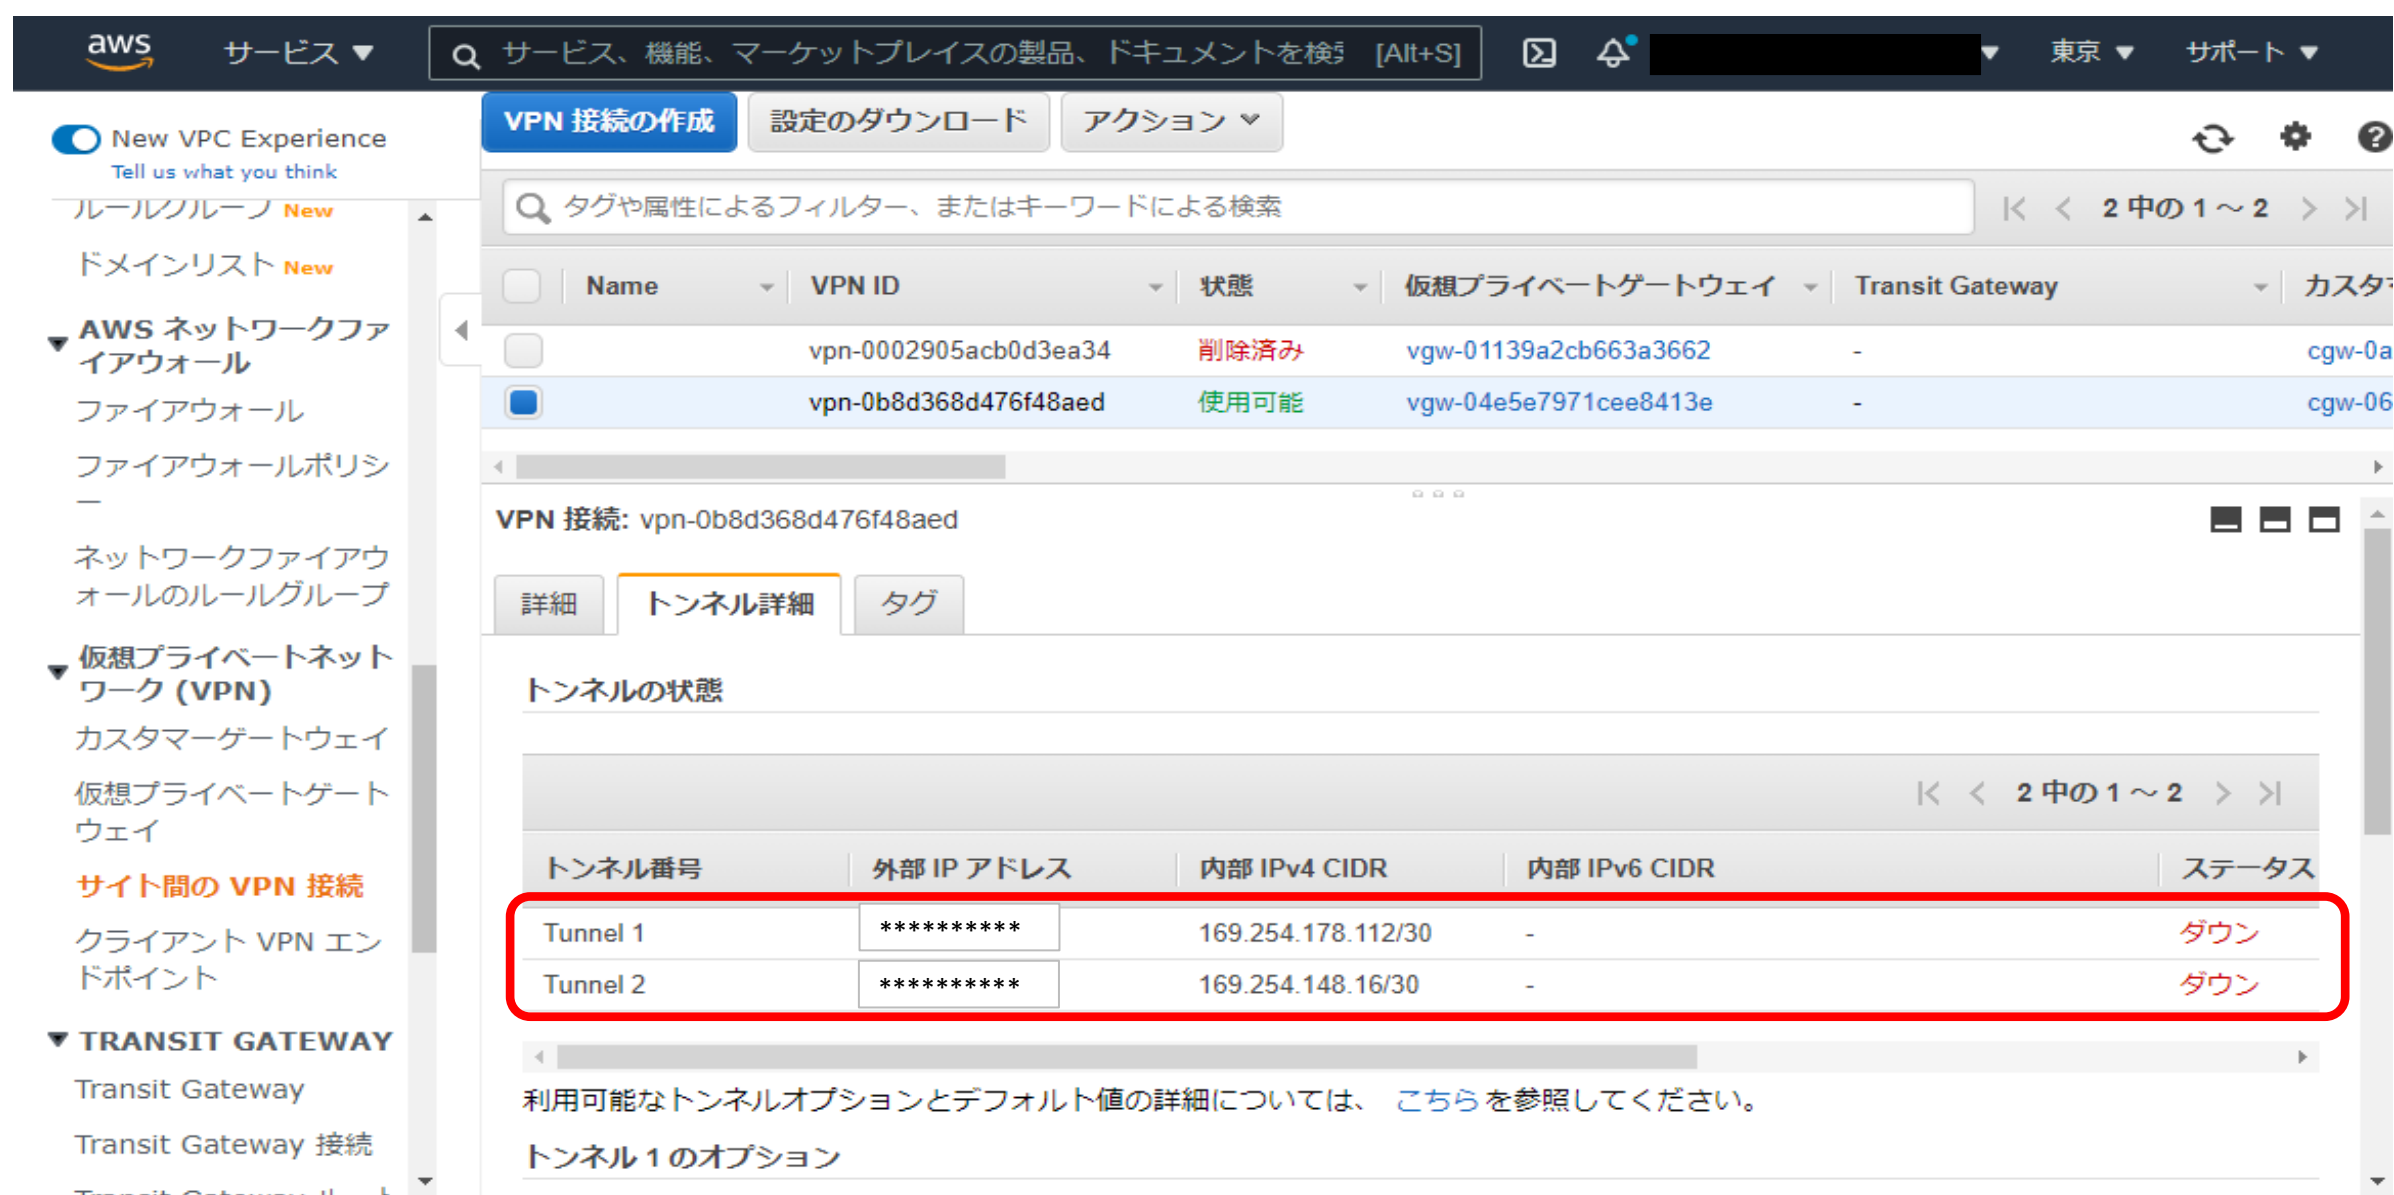 aws サービス ▼ サービス、機能、マーケットプレイスの製品、ドキュメントを検 [Alt+S] 東京 ▼ サポート ▼
New VPC Experience
Tell us what you think
ルールグループ New
ドメインリスト New
AWS ネットワークファ
イアウォール
ファイアウォール
ファイアウォールポリシ
ー
ネットワークファイアウ
ォールのルールグループ
仮想プライベートネット
ワーク (VPN)
カスタマーゲートウェイ
仮想プライベートゲート
ウェイ
サイト間の VPN 接続
クライアント VPN エン
ドポイント
TRANSIT GATEWAY
Transit Gateway
Transit Gateway 接続
VPN 接続の作成 設定のダウンロード アクション
タグや属性によるフィルター、またはキーワードによる検索 |< < 2 中の 1 ~ 2 > >|
Name VPN ID 状態 仮想プライベートゲートウェイ Transit Gateway カスタ
vpn-0002905acb0d3ea34 削除済み vgw-01139a2cb663a3662 - cgw-0a
vpn-0b8d368d476f48aed 使用可能 vgw-04e5e7971cee8413e - cgw-06
VPN 接続: vpn-0b8d368d476f48aed
詳細 トンネル詳細 タグ
トンネルの状態
|< < 2 中の 1 ~ 2 > >|
トンネル番号 外部 IP アドレス 内部 IPv4 CIDR 内部 IPv6 CIDR ステータス
Tunnel 1 ********** 169.254.178.112/30 - ダウン
Tunnel 2 ********** 169.254.148.16/30 - ダウン
利用可能なトンネルオプションとデフォルト値の詳細については、 こちら を参照してください。
トンネル 1 のオプション